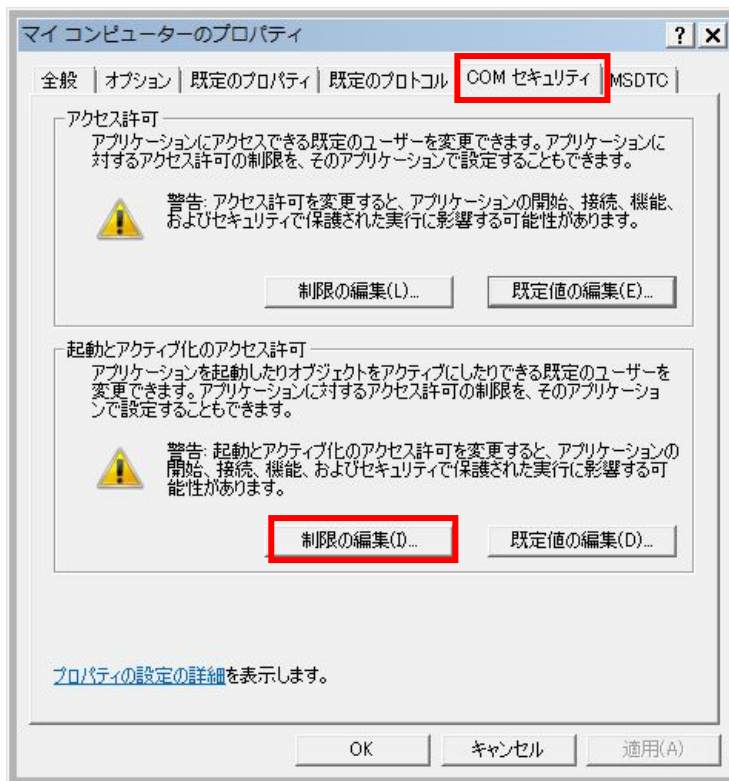 マイ コンピューターのプロパティ
全般 オプション 既定のプロパティ 既定のプロトコル COM セキュリティ MSDTC
アクセス許可
アプリケーションにアクセスできる既定のユーザーを変更できます。アプリケーションに
対するアクセス許可の制限を、そのアプリケーションで設定することもできます。
警告: アクセス許可を変更すると、アプリケーションの開始、接続、機能、
およびセキュリティで保護された実行に影響する可能性があります。
制限の編集(L)... 既定値の編集(E)...
起動とアクティブ化のアクセス許可
アプリケーションを起動したりオブジェクトをアクティブにしたりできる既定のユーザーを
変更できます。アプリケーションに対するアクセス許可の制限を、そのアプリケーショ
ンで設定することもできます。
警告: 起動とアクティブ化のアクセス許可を変更すると、アプリケーションの
開始、接続、機能、およびセキュリティで保護された実行に影響する可
能性があります。
制限の編集(I)... 既定値の編集(D)...
プロパティの設定の詳細を表示します。
OK キャンセル 適用(A)